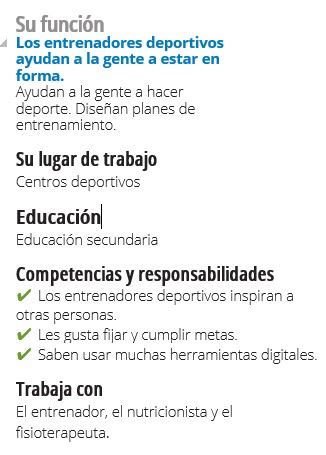 Su función
Los entrenadores deportivos
ayudan a la gente a estar en
forma.
Ayudan a la gente a hacer
deporte. Diseñan planes de
entrenamiento.
Su lugar de trabajo
Centros deportivos
Educación
Educación secundaria
Competencias y responsabilidades
✔ Los entrenadores deportivos inspiran a
otras personas.
✔ Les gusta fijar y cumplir metas.
✔ Saben usar muchas herramientas digitales.
Trabaja con
El entrenador, el nutricionista y el
fisioterapeuta.